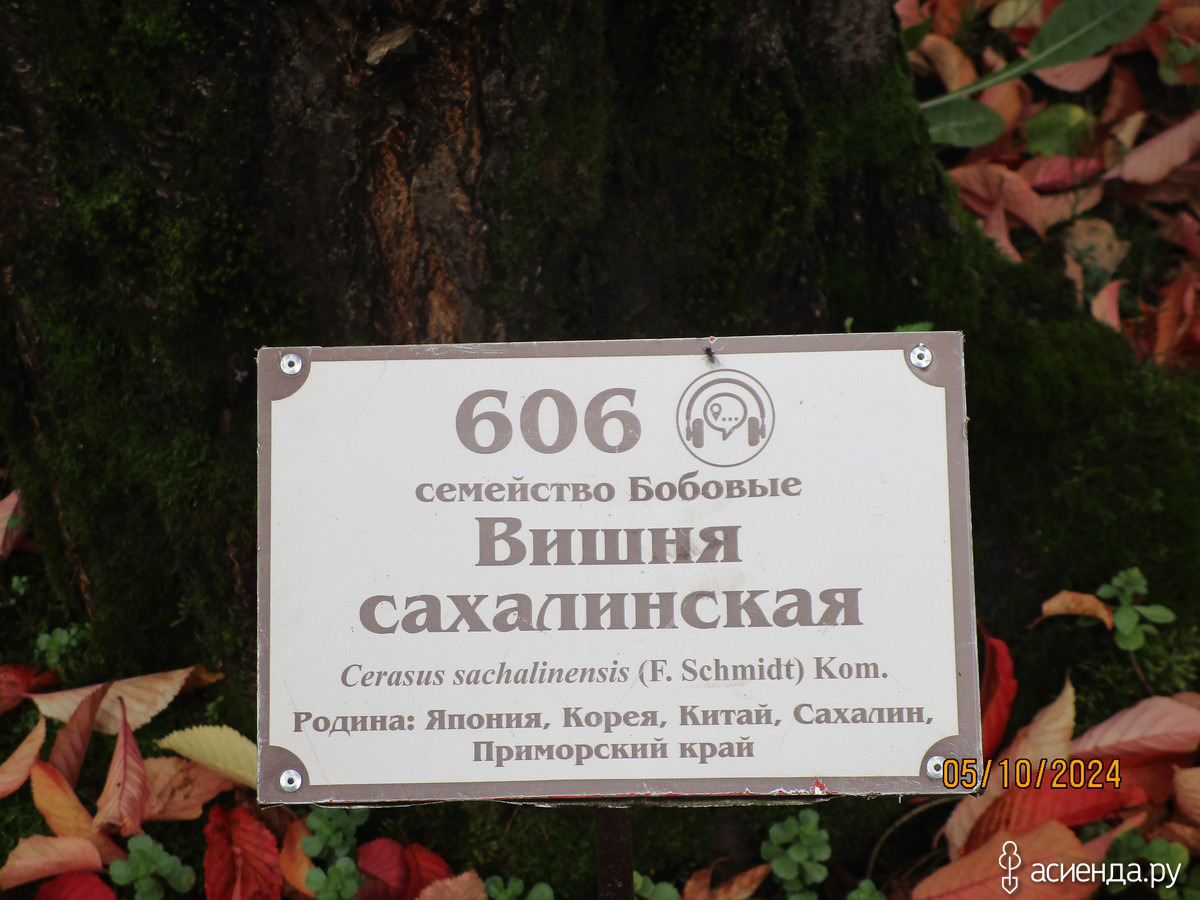 606
семейство Бобовые
Вишня
сахалинская
Cerasus sachalinensis (F. Schmidt) Kom.
Родина: Япония, Корея, Китай, Сахалин,
Приморский край
05/10/2024
асиенда.ру